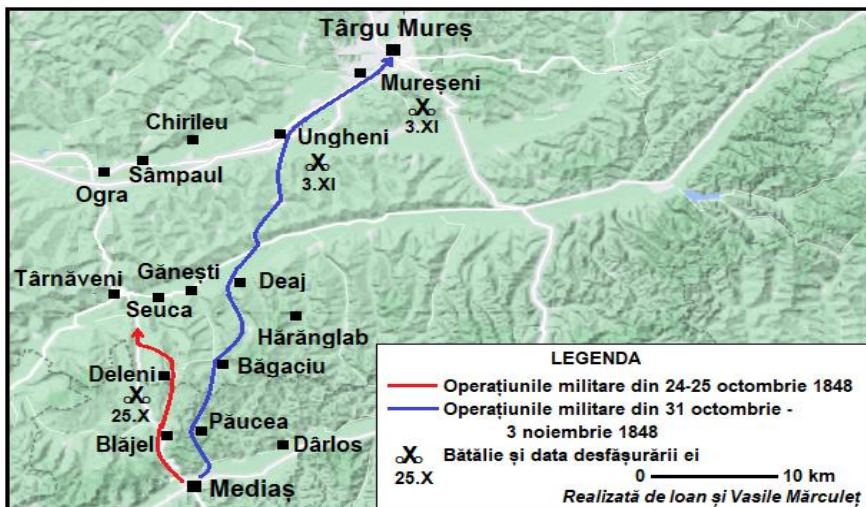 Târgu Mureș
Mureșeni
3.XI
Chirileu
Ungheni
3.XI
Sâmpaul
Ogra
Târnăveni
Gănești
Seuca
Deaj
Hărănglab
Băgaciu
Deleni
25.X
Păucea
Blăjel
Dârlos
Mediaș
LEGENDA
Operațiunile militare din 24-25 octombrie 1848
Operațiunile militare din 31 octombrie -
3 noiembrie 1848
Bătălie și data desfășurării ei
25.X
0 10 km
Realizată de Ioan și Vasile Mărculeț